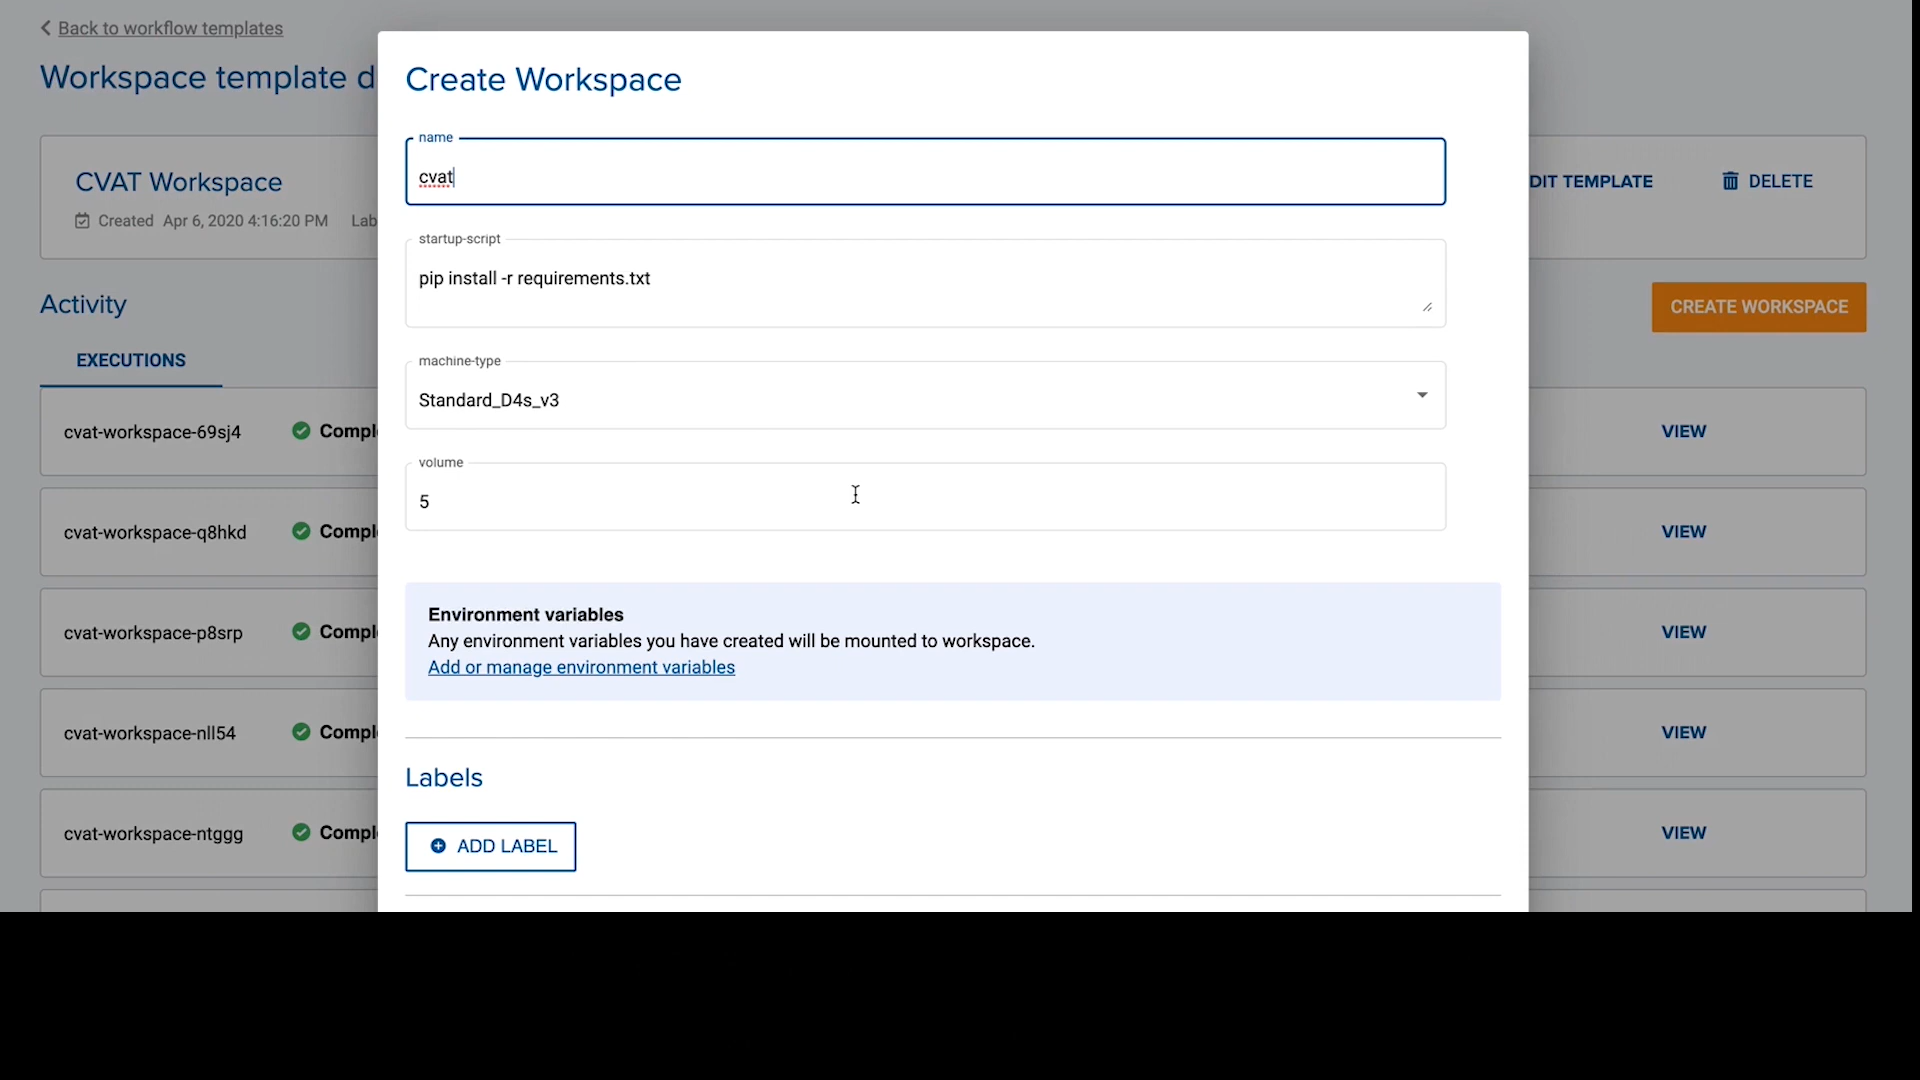 Back to workflow templates
Workspace template d
CVAT Workspace
Created Apr 6, 2020 4:16:20 PM Lab
DIT TEMPLATE
DELETE
Activity
CREATE WORKSPACE
EXECUTIONS
cvat-workspace-69sj4 Compl VIEW
cvat-workspace-q8hkd Compl VIEW
cvat-workspace-p8srp Compl VIEW
cvat-workspace-nll54 Compl VIEW
cvat-workspace-ntggg Compl VIEW
Create Workspace
name
cvat
startup-script
pip install -r requirements.txt
machine-type
Standard_D4s_v3
volume
5
Environment variables
Any environment variables you have created will be mounted to workspace.
Add or manage environment variables
Labels
ADD LABEL